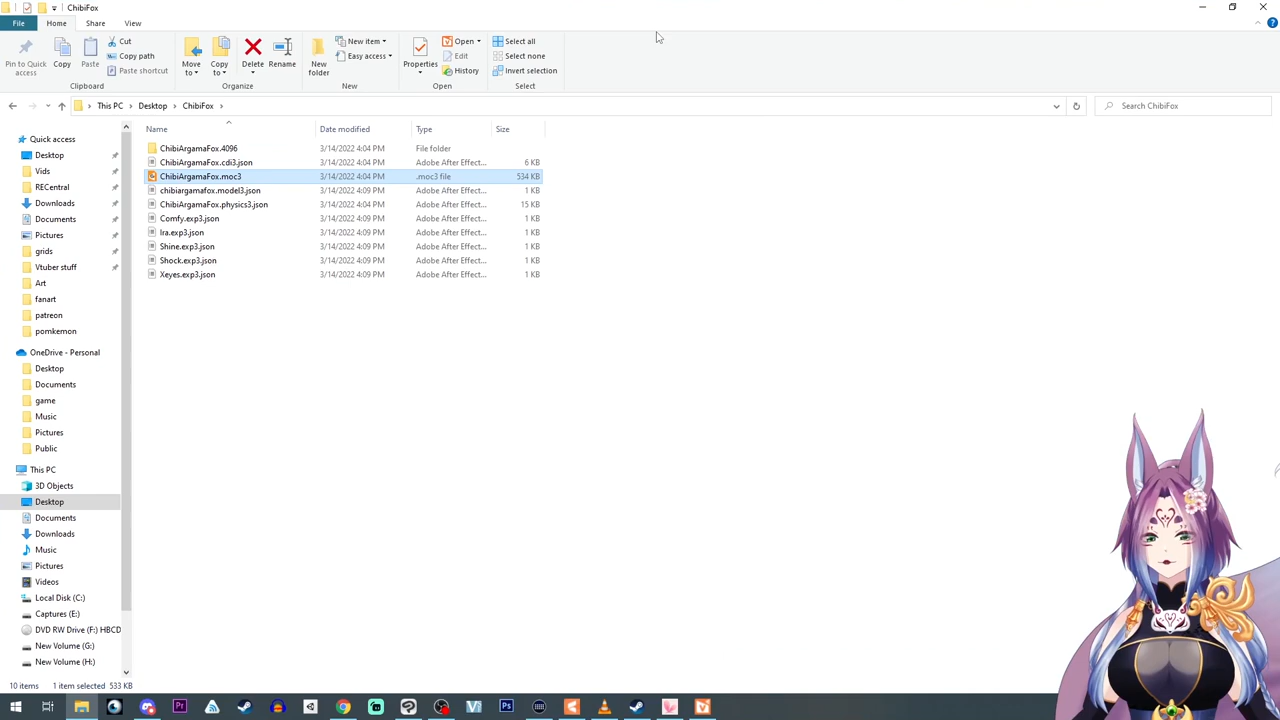 ChibiFox
File Home Share View
Pin to Quick access
Copy
Paste
Cut
Copy path
Paste shortcut
Clipboard
Move to
Copy to
Delete
Rename
Organize
New folder
New item
Easy access
New
Properties
Open
Edit
History
Open
Select all
Select none
Invert selection
Select
This PC > Desktop > ChibiFox >
Search ChibiFox
Name Date modified Type Size
ChibiArgamaFox.4096 3/14/2022 4:04 PM File folder
ChibiArgamaFox.cdi3.json 3/14/2022 4:04 PM Adobe After Effect... 6 KB
ChibiArgamaFox.moc3 3/14/2022 4:04 PM .moc3 file 534 KB
chibiargamafox.model3.json 3/14/2022 4:09 PM Adobe After Effect... 1 KB
ChibiArgamaFox.physics3.json 3/14/2022 4:04 PM Adobe After Effect... 15 KB
Comfy.exp3.json 3/14/2022 4:09 PM Adobe After Effect... 1 KB
Ira.exp3.json 3/14/2022 4:09 PM Adobe After Effect... 1 KB
Shine.exp3.json 3/14/2022 4:09 PM Adobe After Effect... 1 KB
Shock.exp3.json 3/14/2022 4:09 PM Adobe After Effect... 1 KB
Xeyes.exp3.json 3/14/2022 4:09 PM Adobe After Effect... 1 KB
Quick access
Desktop
Vids
RECentral
Downloads
Documents
Pictures
grids
Vtuber stuff
Art
fanart
patreon
pomkemon
OneDrive - Personal
Desktop
Documents
game
Music
Pictures
Public
This PC
3D Objects
Desktop
Documents
Downloads
Music
Pictures
Videos
Local Disk (C:)
Captures (E:)
DVD RW Drive (F:) HBCD
New Volume (G:)
New Volume (H:)
10 items 1 item selected 533 KB
Pr
Ps